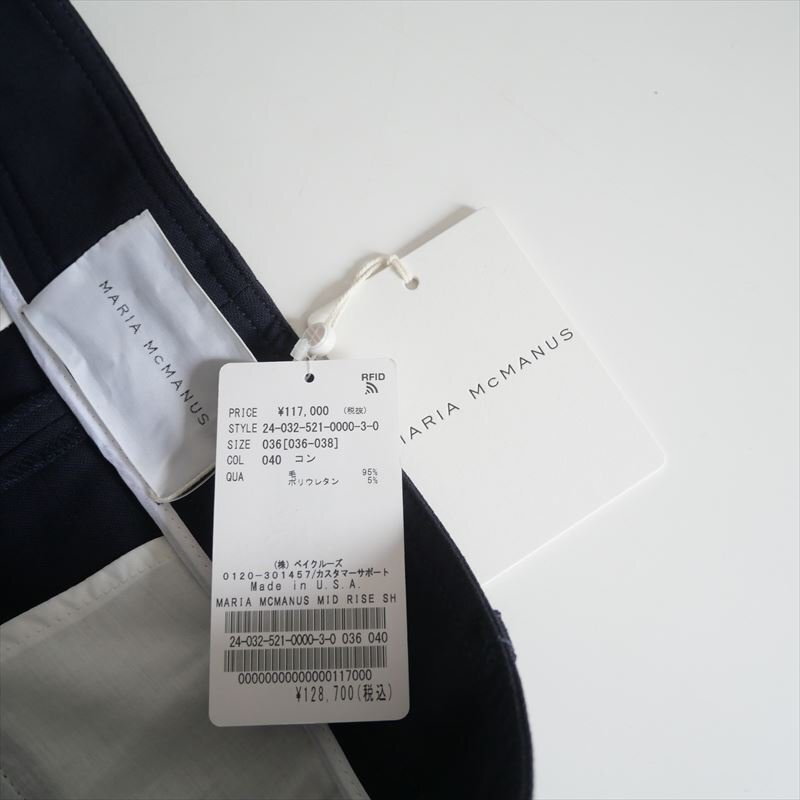 MARIA McMANUS
MARIA McMANUS
RFID
PRICE ¥117,000 (税抜)
STYLE 24-032-521-0000-3-0
SIZE 036[036-038]
COL 040 コン
QUA 毛 95%
ポリウレタン 5%
(株)ベイクルーズ
0120-301457/カスタマーサポート
Made in U.S.A.
MARIA MCMANUS MID RISE SH
24-032-521-0000-3-0 036 040
00000000000000117000
¥128,700(税込)